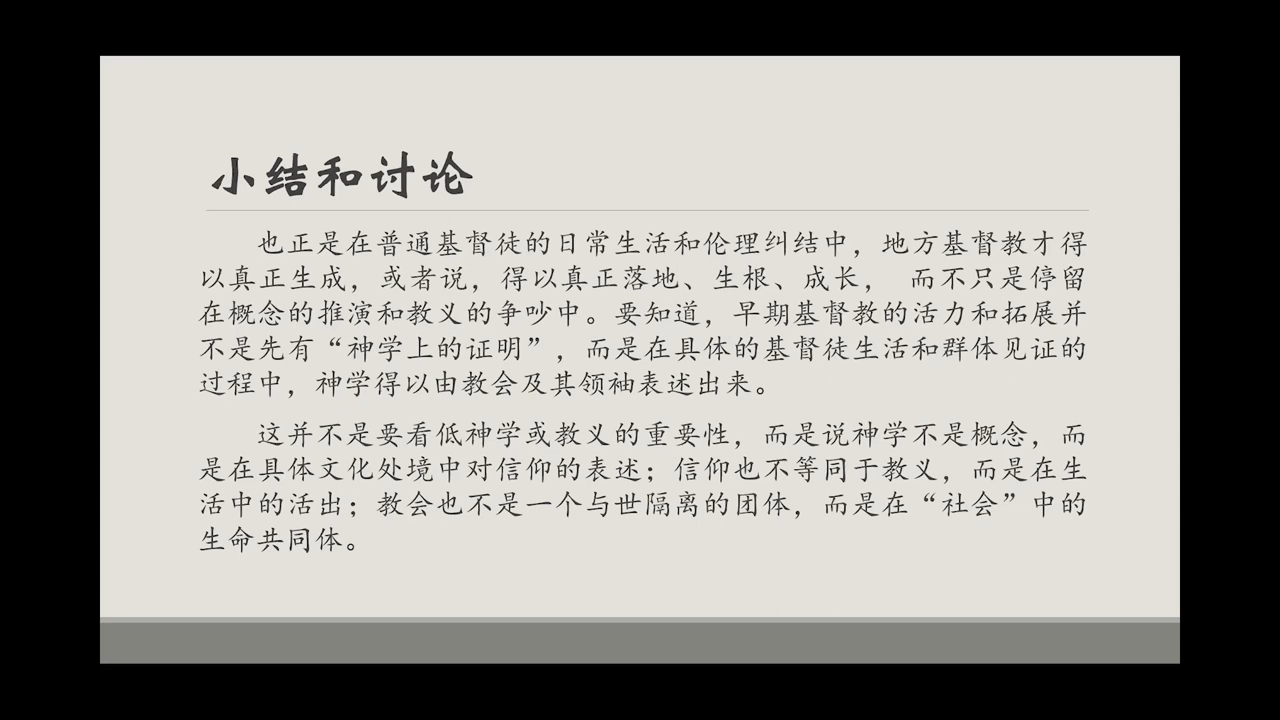 小结和讨论
也正是在普通基督徒的日常生活和伦理纠结中，地方基督教才得
以真正生成，或者说，得以真正落地、生根、成长， 而不只是停留
在概念的推演和教义的争吵中。要知道，早期基督教的活力和拓展并
不是先有“神学上的证明”，而是在具体的基督徒生活和群体见证的
过程中，神学得以由教会及其领袖表述出来。
这并不是要看低神学或教义的重要性，而是说神学不是概念，而
是在具体文化处境中对信仰的表述；信仰也不等同于教义，而是在生
活中的活出；教会也不是一个与世隔离的团体，而是在“社会”中的
生命共同体。